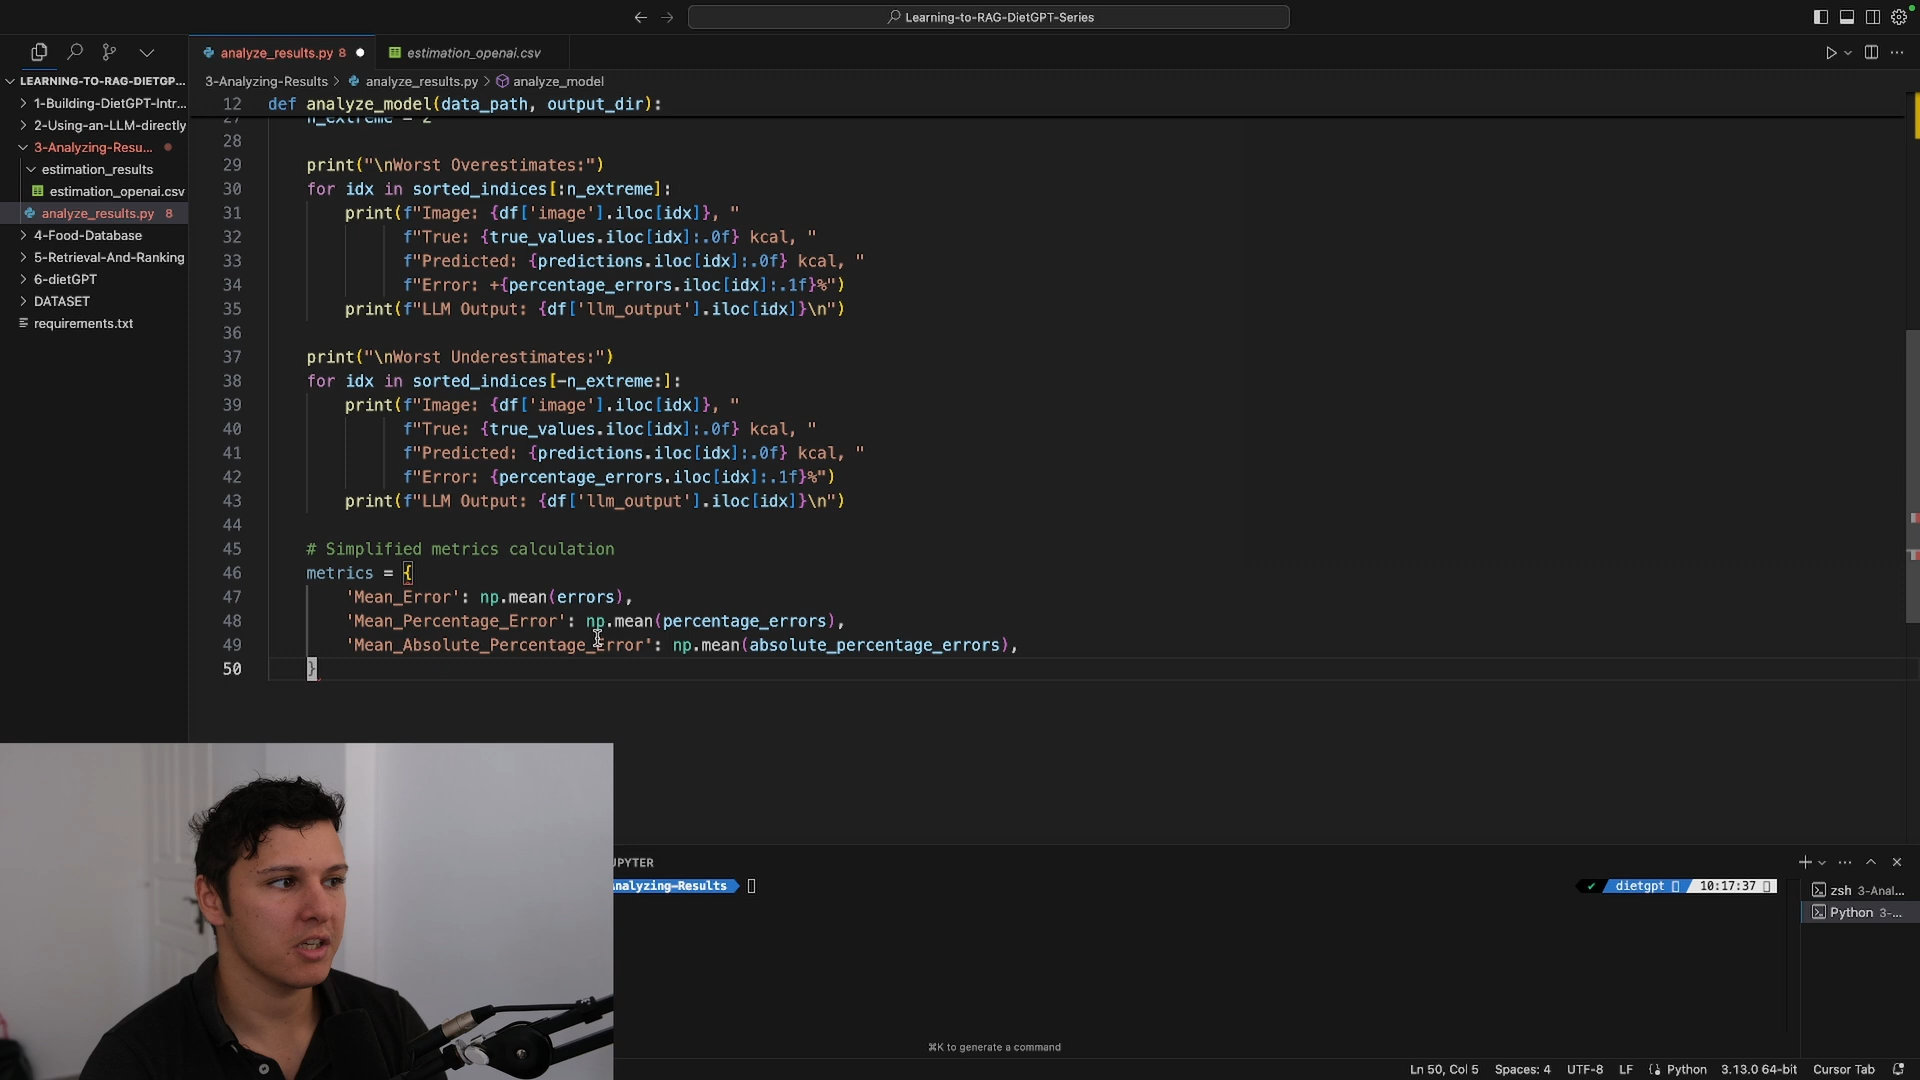 Learning-to-RAG-DietGPT-Series
analyze_results.py 8
estimation_openai.csv
LEARNING-TO-RAG-DIETGP...
1-Building-DietGPT-Intr...
2-Using-an-LLM-directly
3-Analyzing-Resu...
estimation_results
estimation_openai.csv
analyze_results.py 8
4-Food-Database
5-Retrieval-And-Ranking
6-dietGPT
DATASET
requirements.txt
3-Analyzing-Results > analyze_results.py > analyze_model
12 def analyze_model(data_path, output_dir):
27 n_extreme = 2
28
29 print("\nWorst Overestimates:")
30 for idx in sorted_indices[:n_extreme]:
31 print(f"Image: {df['image'].iloc[idx]}, "
32 f"True: {true_values.iloc[idx]:.0f} kcal, "
33 f"Predicted: {predictions.iloc[idx]:.0f} kcal, "
34 f"Error: +{percentage_errors.iloc[idx]:.1f}%")
35 print(f"LLM Output: {df['llm_output'].iloc[idx]}\n")
36
37 print("\nWorst Underestimates:")
38 for idx in sorted_indices[-n_extreme:]:
39 print(f"Image: {df['image'].iloc[idx]}, "
40 f"True: {true_values.iloc[idx]:.0f} kcal, "
41 f"Predicted: {predictions.iloc[idx]:.0f} kcal, "
42 f"Error: {percentage_errors.iloc[idx]:.1f}%")
43 print(f"LLM Output: {df['llm_output'].iloc[idx]}\n")
44
45 # Simplified metrics calculation
46 metrics = {
47 'Mean_Error': np.mean(errors),
48 'Mean_Percentage_Error': np.mean(percentage_errors),
49 'Mean_Absolute_Percentage_Error': np.mean(absolute_percentage_errors),
50 }
UPYTER
nalyzing-Results
dietgpt 10:17:37
zsh 3-Anal...
Python 3-...
⌘K to generate a command
Ln 50, Col 5 Spaces: 4 UTF-8 LF Python 3.13.0 64-bit Cursor Tab